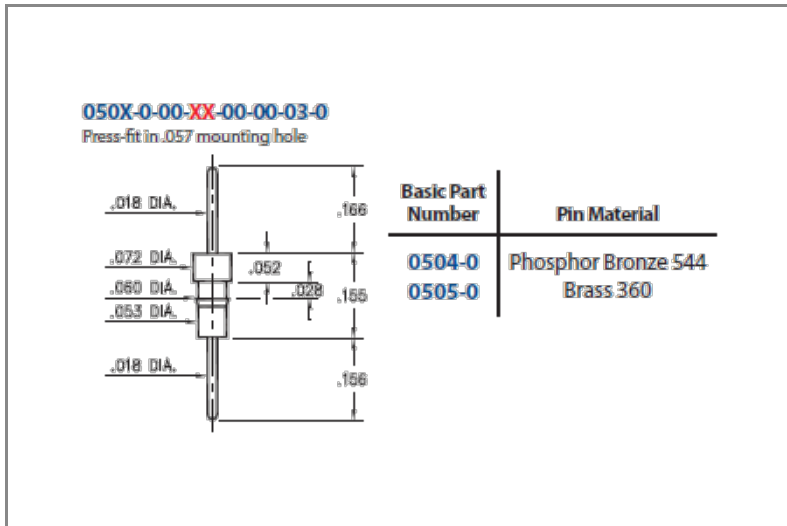 050X-0-00-XX-00-00-03-0
Press-fit in .057 mounting hole
.018 DIA.
.166
.072 DIA.
.052
.060 DIA.
.028
.155
.053 DIA.
.018 DIA.
.156
Basic Part Number
Pin Material
0504-0
Phosphor Bronze 544
0505-0
Brass 360